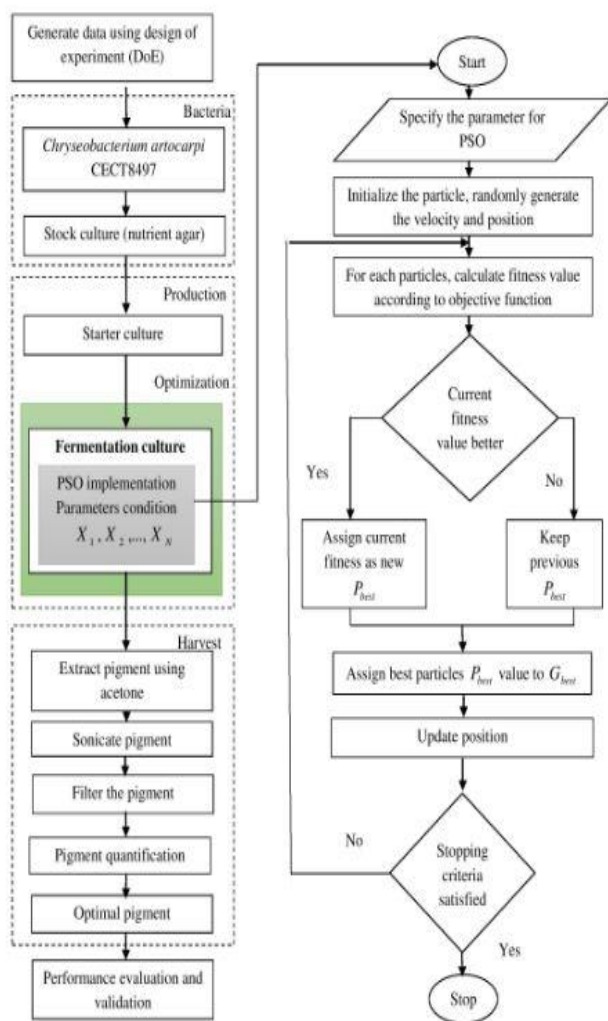 Generate data using design of
experiment (DoE)
Bacteria
Chryseobacterium artocarpi
CECT8497
Stock culture (nutrient agar)
Production
Starter culture
Optimization
Fermentation culture
PSO implementation
Parameters condition
X₁, X₂,..., X_N
Harvest
Extract pigment using
acetone
Sonicate pigment
Filter the pigment
Pigment quantification
Optimal pigment
Performance evaluation and
validation
Start
Specify the parameter for
PSO
Initialize the particle, randomly generate
the velocity and position
For each particles, calculate fitness value
according to objective function
Current
fitness
value better
Yes
No
Assign current
fitness as new
P_best
Keep
previous
P_best
Assign best particles P_best value to G_best
Update position
No
Stopping
criteria
satisfied
Yes
Stop